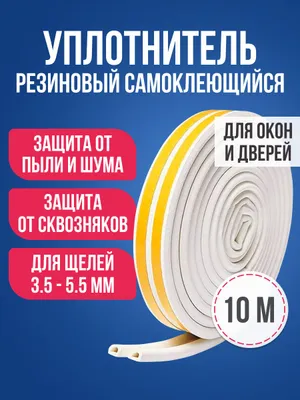 УПЛОТНИТЕЛЬ
РЕЗИНОВЫЙ САМОКЛЕЮЩИЙСЯ
ДЛЯ ОКОН
И ДВЕРЕЙ
ЗАЩИТА ОТ
ПЫЛИ И ШУМА
ЗАЩИТА
ОТ СКВОЗНЯКОВ
ДЛЯ ЩЕЛЕЙ
3.5 - 5.5 ММ
10 М